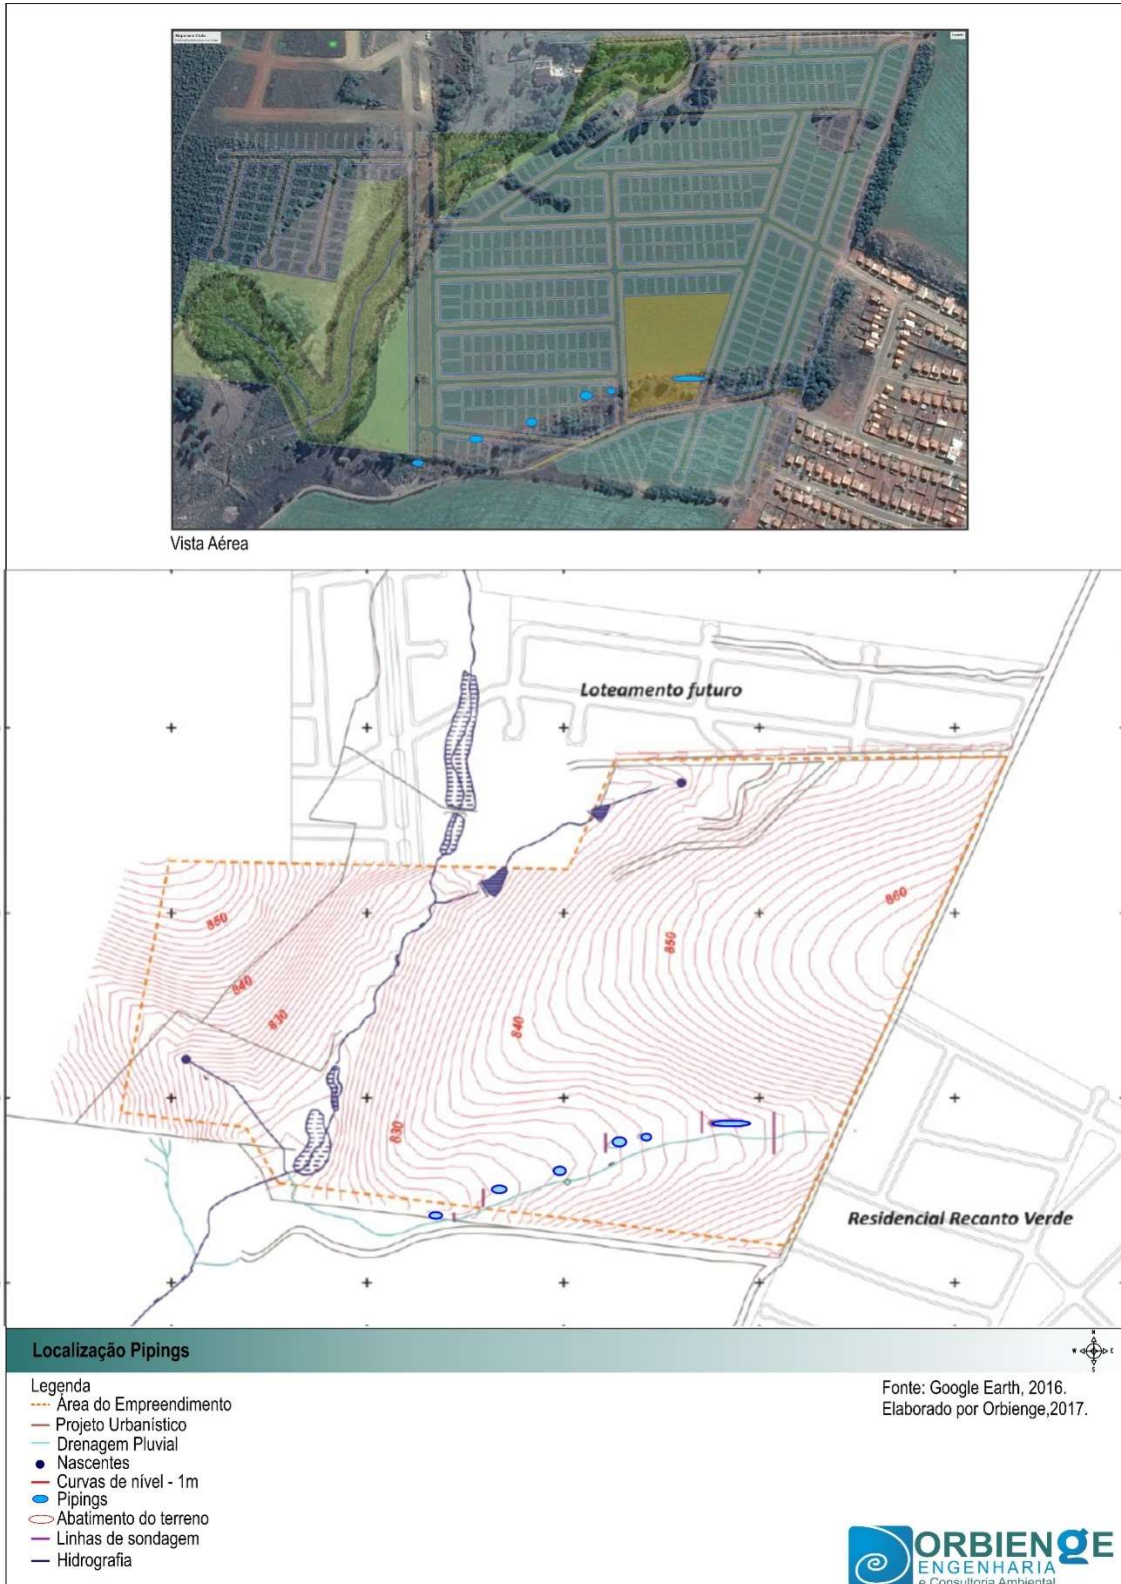 Vista Aérea
Loteamento futuro
860
860
850
840
830
840
830
Residencial Recanto Verde
Localização Pipings
N
W E
S
Legenda
Área do Empreendimento
Projeto Urbanístico
Drenagem Pluvial
Nascentes
Curvas de nível - 1m
Pipings
Abatimento do terreno
Linhas de sondagem
Hidrografia
Fonte: Google Earth, 2016.
Elaborado por Orbienge,2017.
ORBIENgE
ENGENHARIA
e Consultoria Ambiental